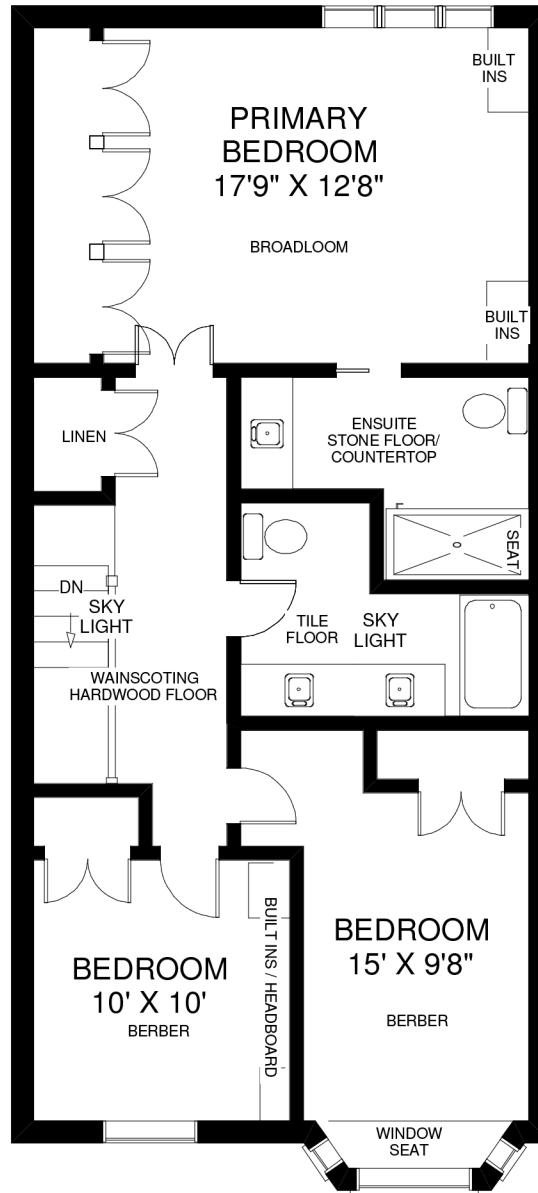 BUILT
INS
PRIMARY
BEDROOM
17'9" X 12'8"
BROADLOOM
BUILT
INS
LINEN
ENSUITE
STONE FLOOR/
COUNTERTOP
SEAT
DN
SKY
LIGHT
TILE
FLOOR
SKY
LIGHT
WAINSCOTING
HARDWOOD FLOOR
BUILT INS / HEADBOARD
BEDROOM
10' X 10'
BERBER
BEDROOM
15' X 9'8"
BERBER
WINDOW
SEAT